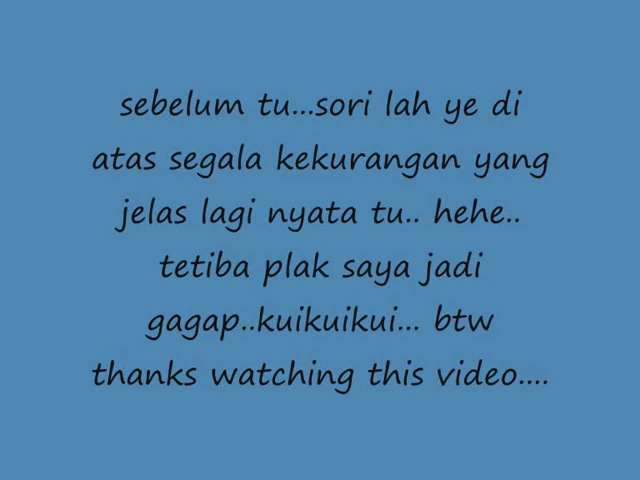 sebelum tu...sori lah ye di
atas segala kekurangan yang
jelas lagi nyata tu.. hehe..
tetiba plak saya jadi
gagap..kuikuikui... btw
thanks watching this video....